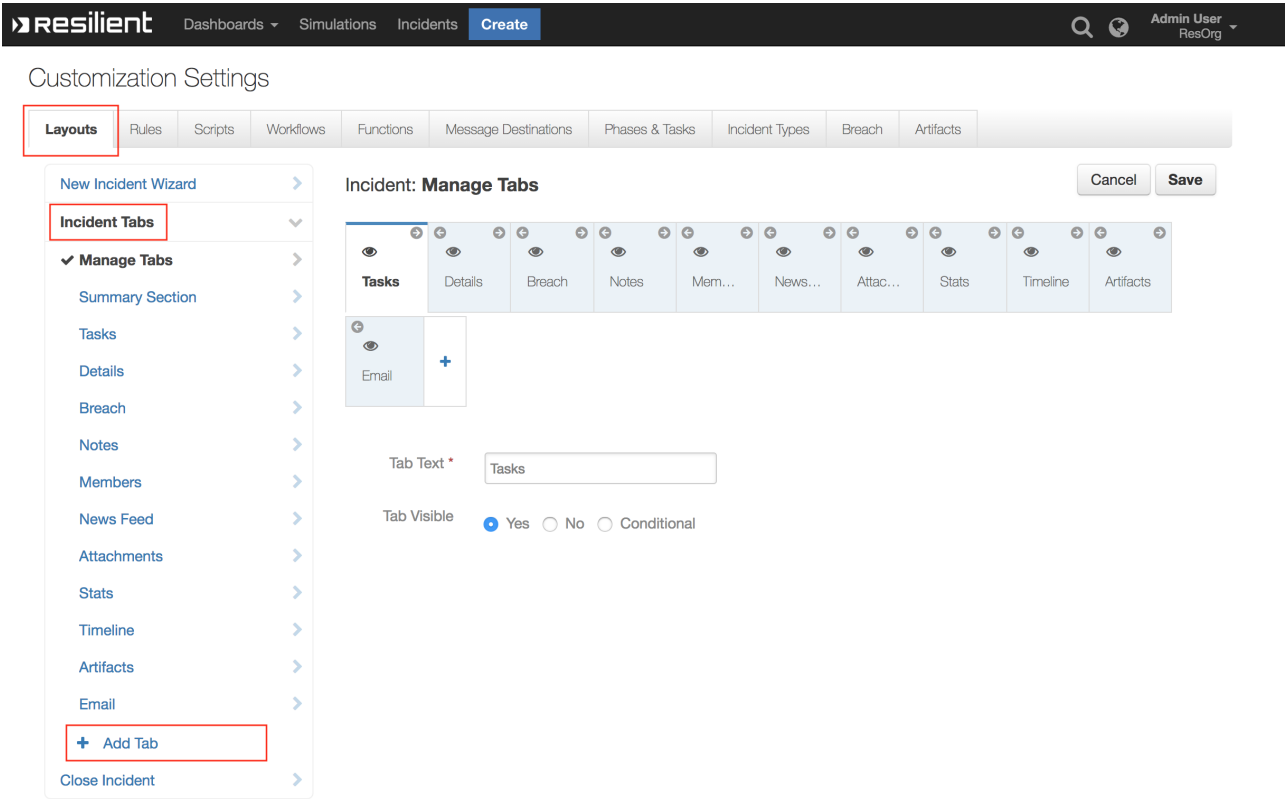 Resilient Dashboards Simulations Incidents Create Admin User
ResOrg
Customization Settings
Layouts Rules Scripts Workflows Functions Message Destinations Phases & Tasks Incident Types Breach Artifacts
New Incident Wizard
Incident Tabs
Manage Tabs
Summary Section
Tasks
Details
Breach
Notes
Members
News Feed
Attachments
Stats
Timeline
Artifacts
Email
+ Add Tab
Close Incident
Incident: Manage Tabs Cancel Save
Tasks Details Breach Notes Mem... News... Attac... Stats Timeline Artifacts
Email +
Tab Text * Tasks
Tab Visible Yes No Conditional